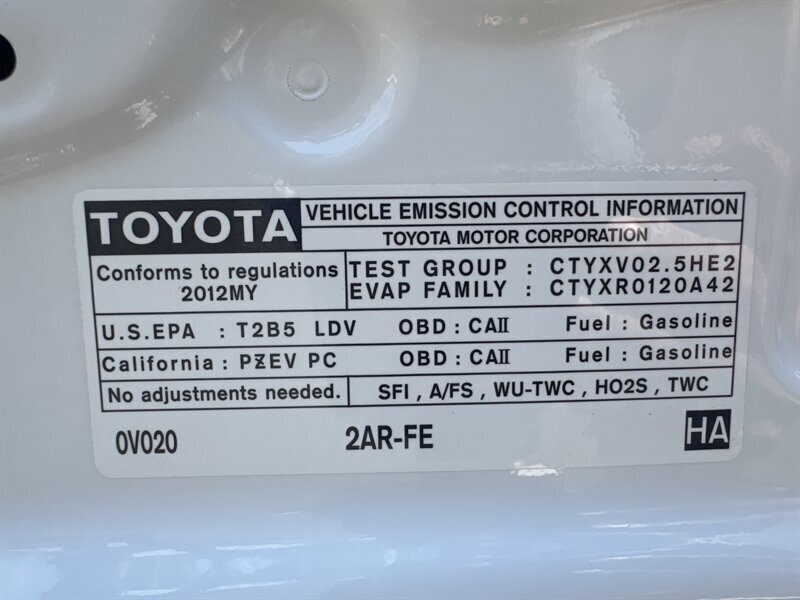 TOYOTA
VEHICLE EMISSION CONTROL INFORMATION
TOYOTA MOTOR CORPORATION
Conforms to regulations
2012MY
TEST GROUP : CTYXV02.5HE2
EVAP FAMILY : CTYXR0120A42
U.S.EPA : T2B5 LDV OBD : CAII Fuel : Gasoline
California : PZEV PC OBD : CAII Fuel : Gasoline
No adjustments needed.
SFI , A/FS , WU-TWC , HO2S , TWC
0V020 2AR-FE HA